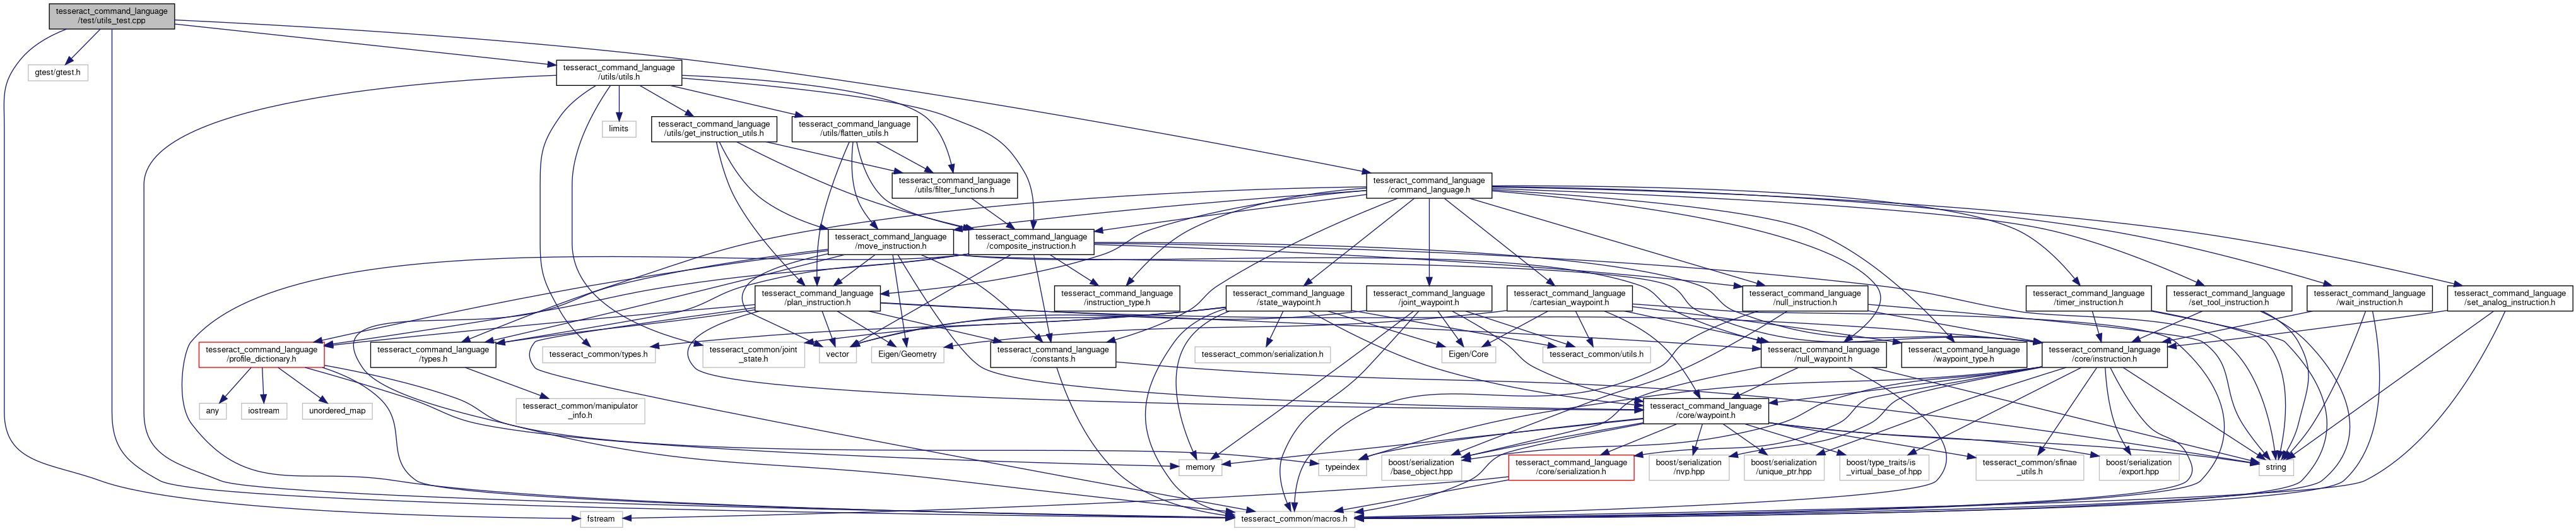 tesseract_command_language
/test/utils_test.cpp
gtest/gtest.h
tesseract_command_language
/utils/utils.h
limits
tesseract_command_language
/utils/get_instruction_utils.h
tesseract_command_language
/utils/flatten_utils.h
tesseract_command_language
/utils/filter_functions.h
tesseract_command_language
/command_language.h
tesseract_command_language
/move_instruction.h
tesseract_command_language
/composite_instruction.h
tesseract_command_language
/plan_instruction.h
tesseract_command_language
/instruction_type.h
tesseract_command_language
/state_waypoint.h
tesseract_command_language
/joint_waypoint.h
tesseract_command_language
/cartesian_waypoint.h
tesseract_command_language
/null_instruction.h
tesseract_command_language
/timer_instruction.h
tesseract_command_language
/set_tool_instruction.h
tesseract_command_language
/wait_instruction.h
tesseract_command_language
/set_analog_instruction.h
tesseract_command_language
/profile_dictionary.h
tesseract_command_language
/types.h
tesseract_common/types.h
tesseract_common/joint
_state.h
vector
Eigen/Geometry
tesseract_command_language
/constants.h
tesseract_common/serialization.h
Eigen/Core
tesseract_common/utils.h
tesseract_command_language
/null_waypoint.h
tesseract_command_language
/waypoint_type.h
tesseract_command_language
/core/instruction.h
any
iostream
unordered_map
tesseract_common/manipulator
_info.h
tesseract_command_language
/core/waypoint.h
memory
typeindex
boost/serialization
/base_object.hpp
tesseract_command_language
/core/serialization.h
boost/serialization
/nvp.hpp
boost/serialization
/unique_ptr.hpp
boost/type_traits/is
_virtual_base_of.hpp
tesseract_common/sfinae
_utils.h
boost/serialization
/export.hpp
string
fstream
tesseract_common/macros.h